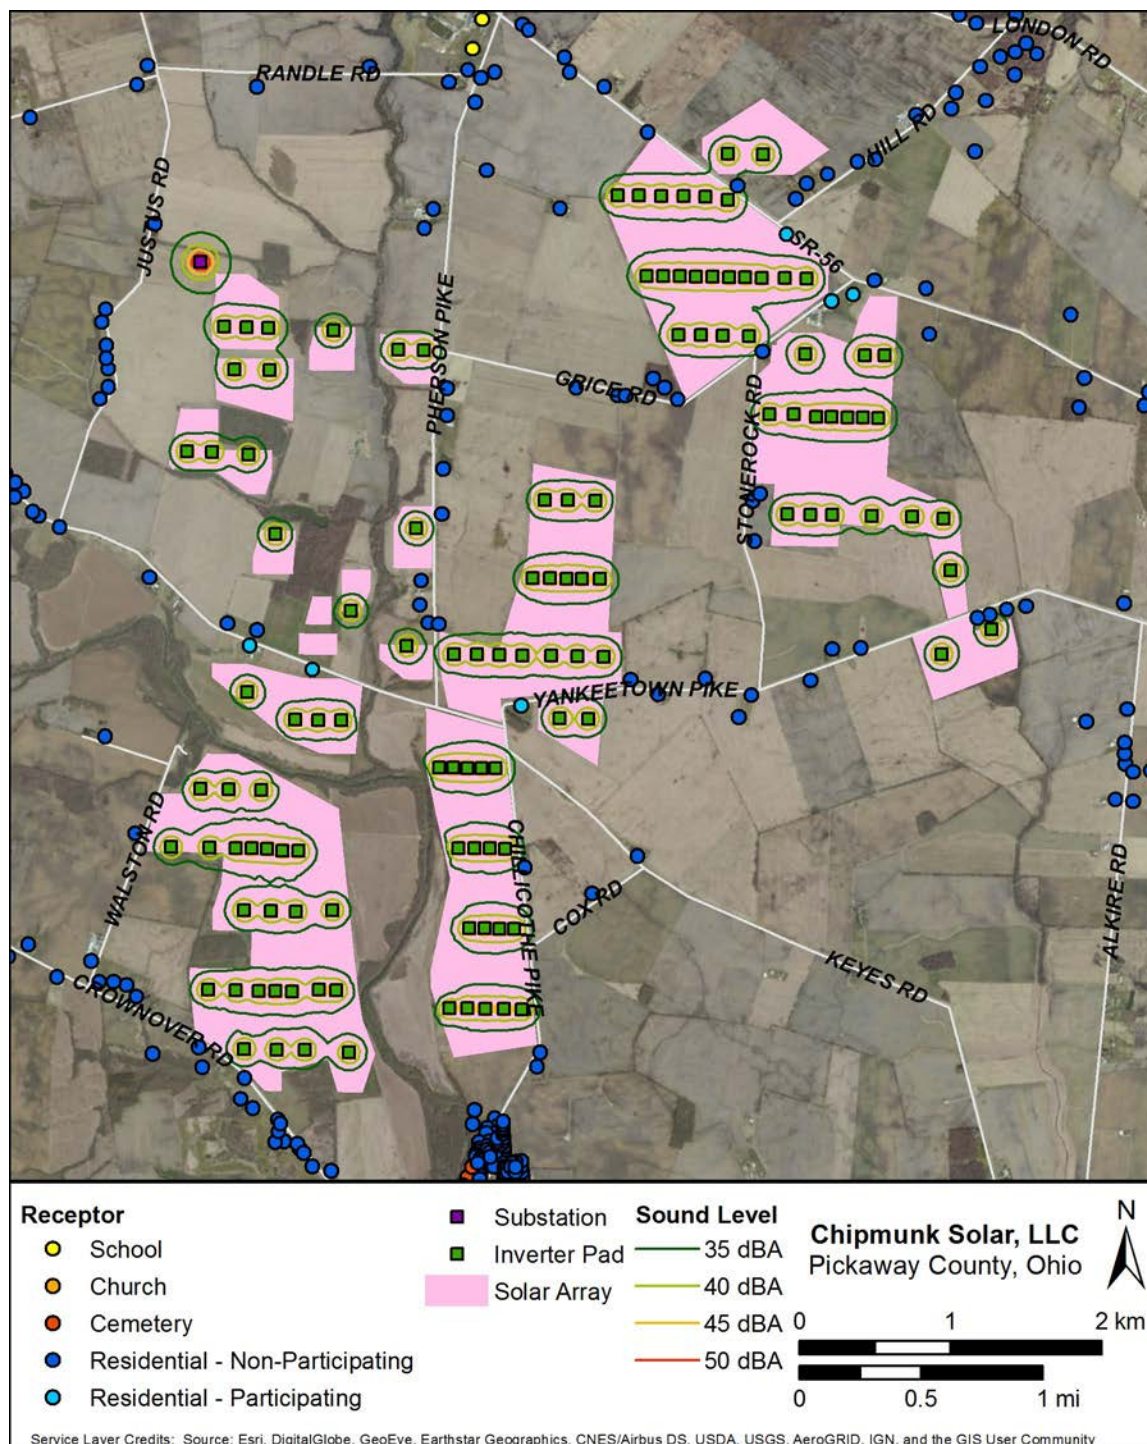 LONDON RD
RANDLE RD
HILL RD
JUSTUS RD
SR-56
PHERSON PIKE
GRICE RD
STONEROCK RD
YANKEETOWN PIKE
WALSTON RD
CHILLICOTHE PIKE
COX RD
ALKIRE RD
KEYES RD
CROWNOVER RD
Receptor
School
Church
Cemetery
Residential - Non-Participating
Residential - Participating
Substation
Inverter Pad
Solar Array
Sound Level
35 dBA
40 dBA
45 dBA
50 dBA
Chipmunk Solar, LLC
Pickaway County, Ohio
N
0 1 2 km
0 0.5 1 mi
Service Layer Credits: Source: Esri, DigitalGlobe, GeoEye, Earthstar Geographics, CNES/Airbus DS, USDA, USGS, AeroGRID, IGN, and the GIS User Community